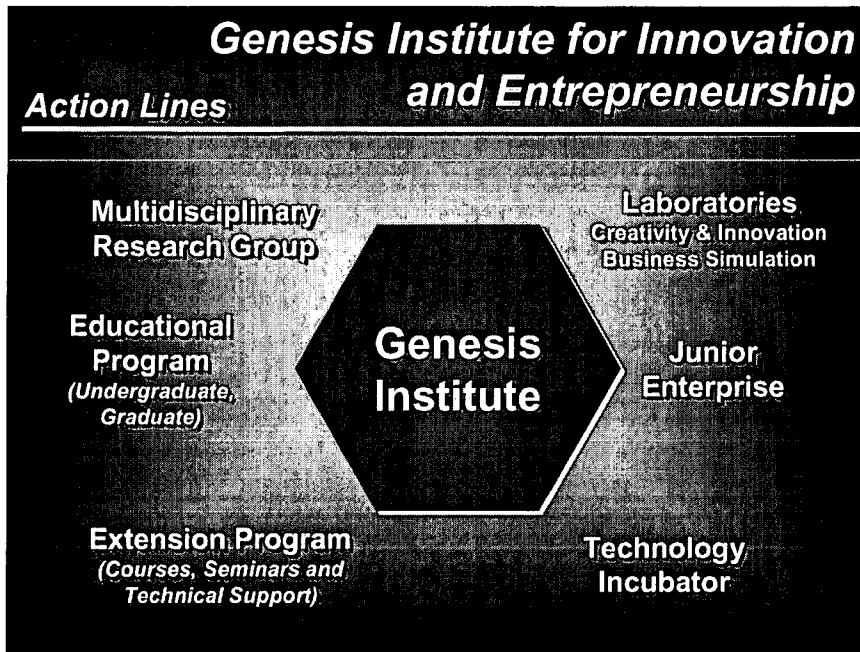 Genesis Institute for Innovation
and Entrepreneurship
Action Lines
Multidisciplinary
Research Group
Laboratories
Creativity & Innovation
Business Simulation
Educational
Program
(Undergraduate,
Graduate)
Genesis
Institute
Junior
Enterprise
Extension Program
(Courses, Seminars and
Technical Support)
Technology
Incubator